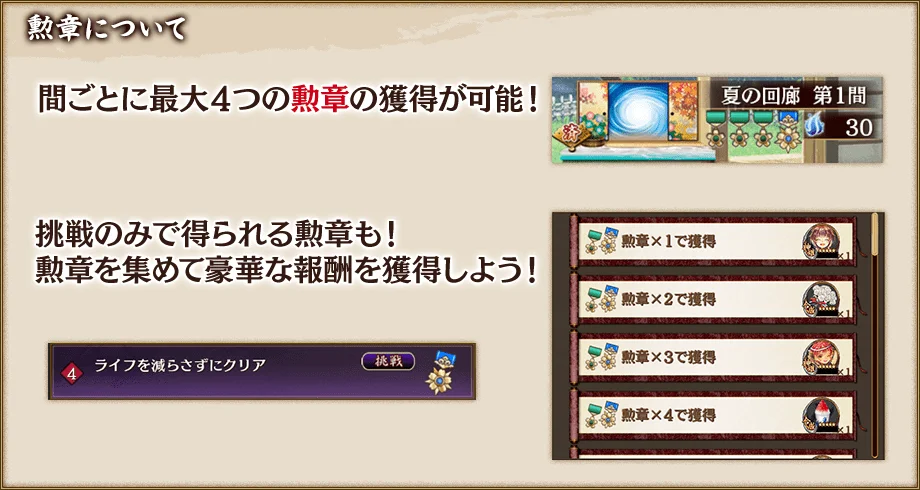 勲章について
間ごとに最大4つの勲章の獲得が可能！
夏の回廊 第1間
30
挑戦のみで得られる勲章も！
勲章を集めて豪華な報酬を獲得しよう！
4 ライフを減らさずにクリア 挑戦
勲章×1で獲得 ×1
勲章×2で獲得 ×1
勲章×3で獲得 ×1
勲章×4で獲得 ×1